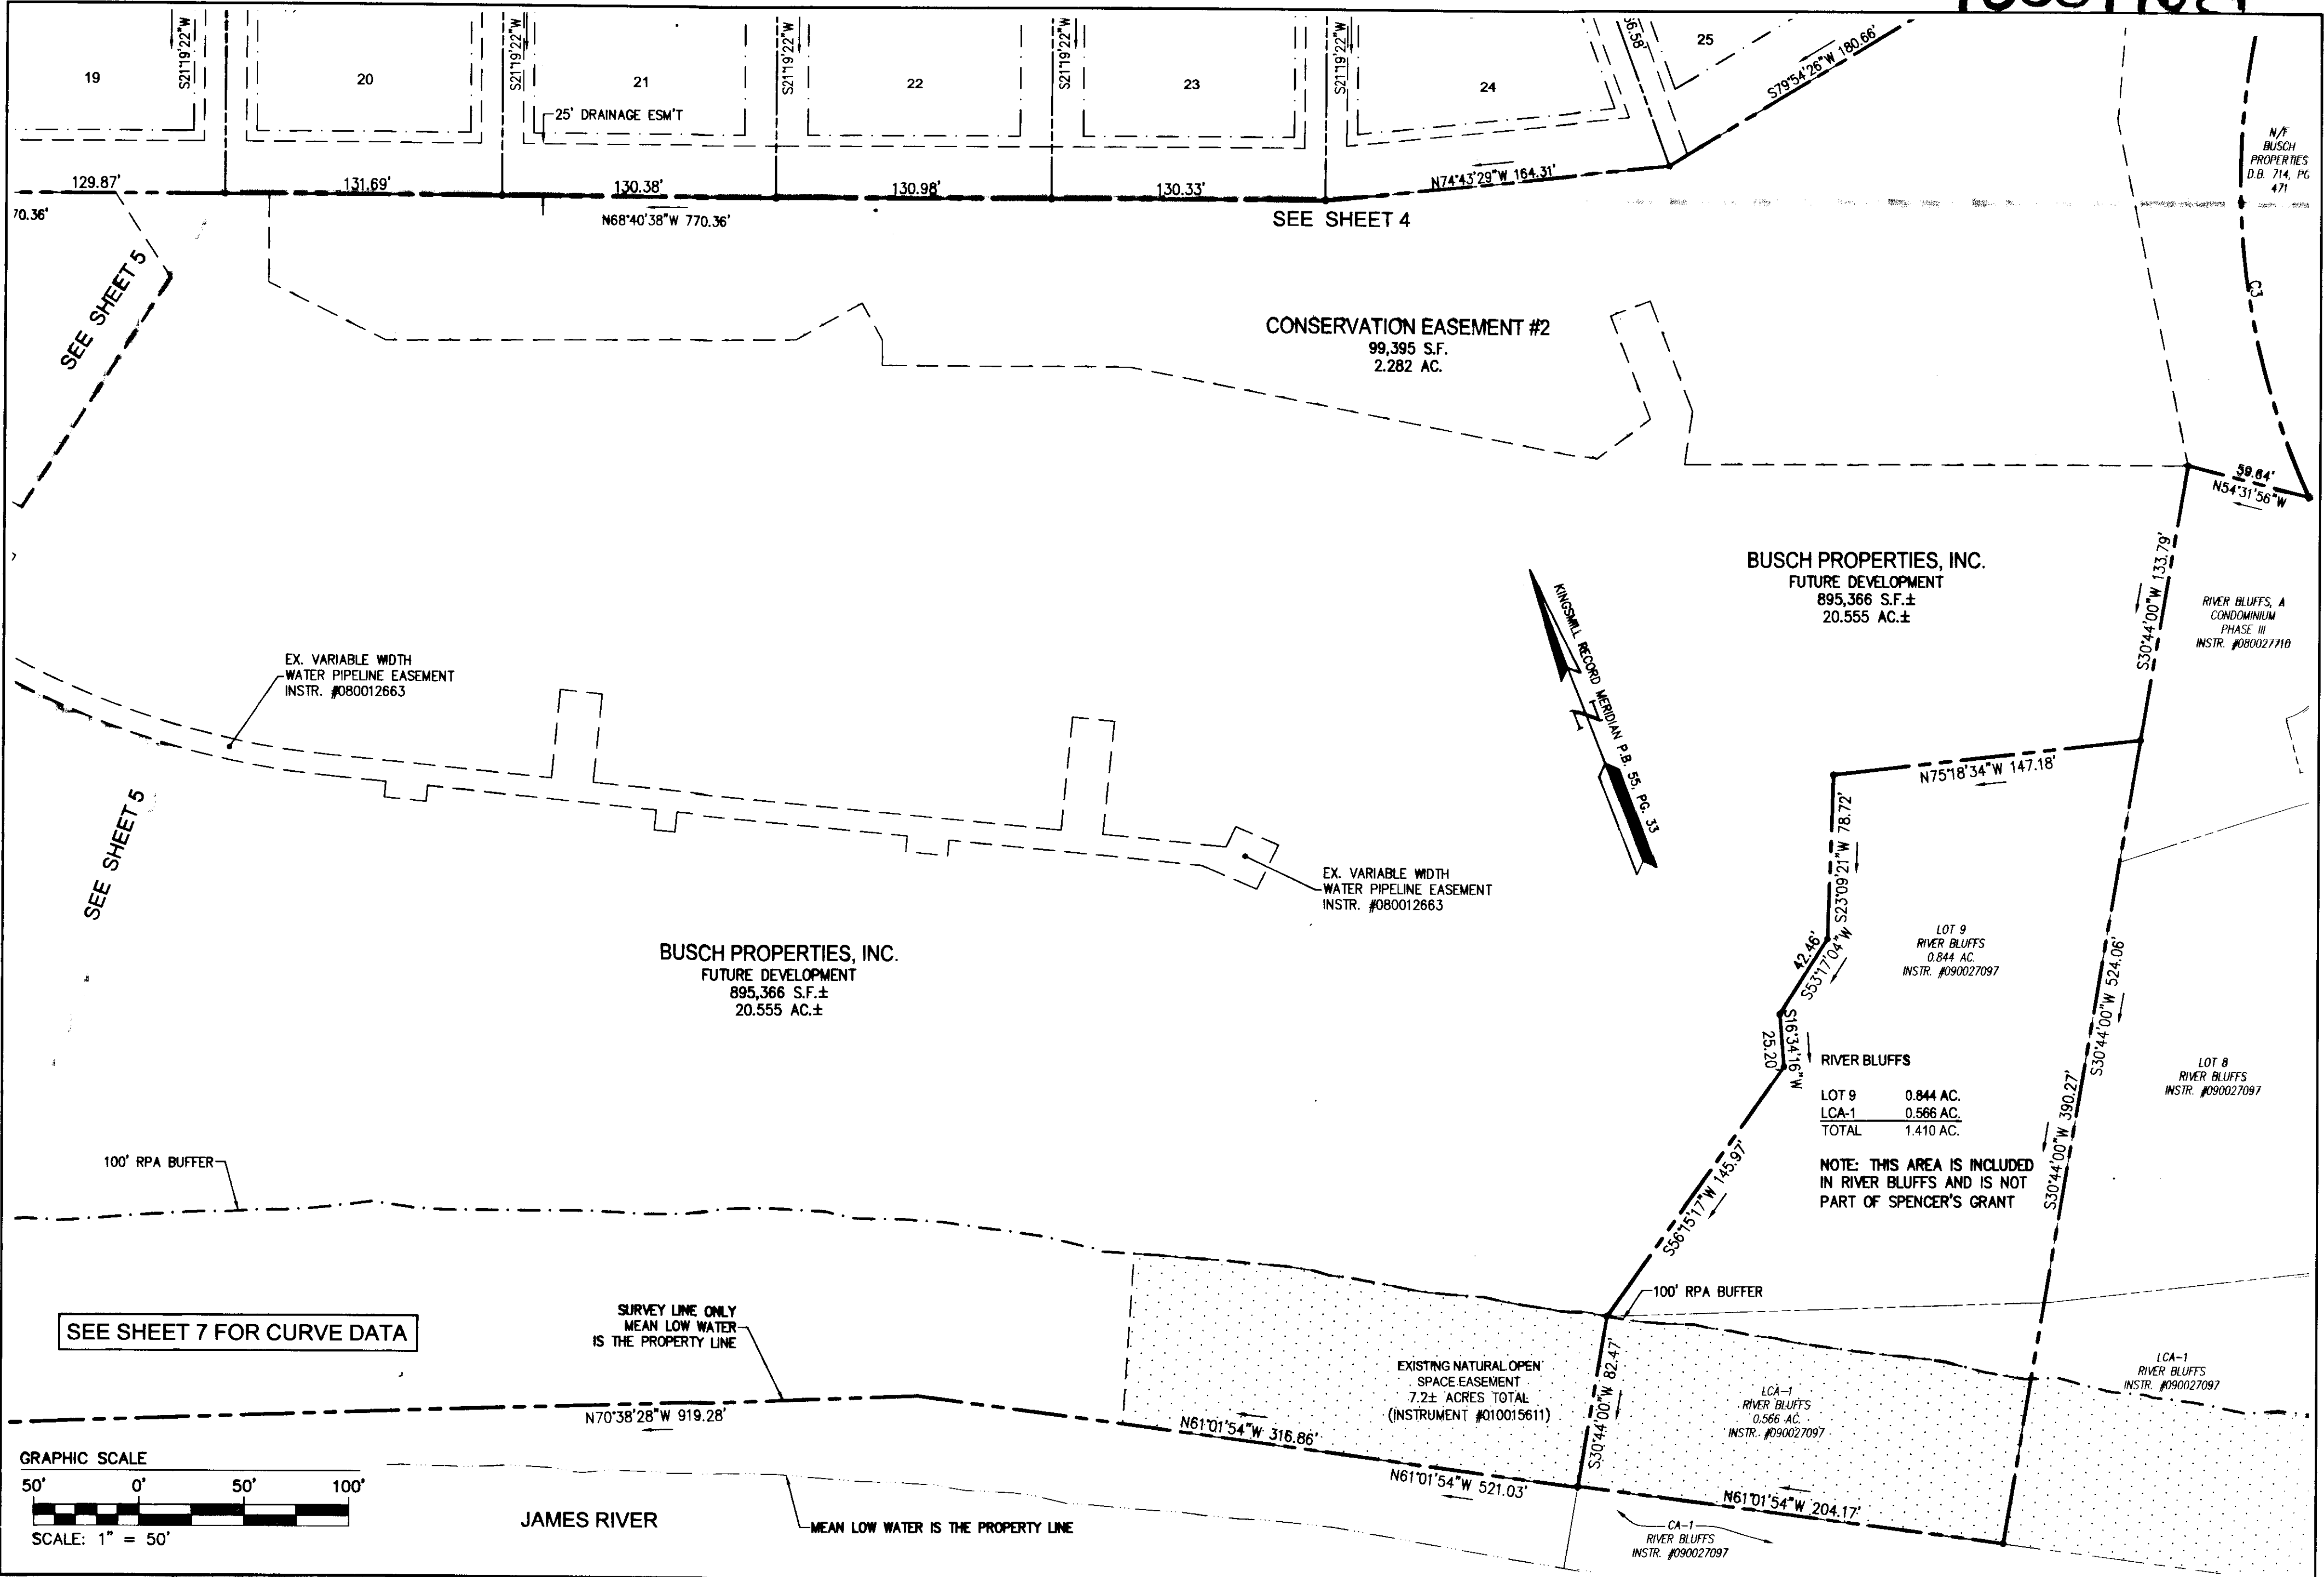 19
20
21
22
23
24
25
S21°19'22"W
S21°19'22"W
S21°19'22"W
S21°19'22"W
S21°19'22"W
S79°54'26"W 180.66'
25' DRAINAGE ESM'T
129.87'
131.69'
130.38'
130.98'
130.33'
N74°43'29"W 164.31'
70.36'
N68°40'38"W 770.36'
SEE SHEET 4
N/F
BUSCH
PROPERTIES
D.B. 714, PG
471
C3
SEE SHEET 5
CONSERVATION EASEMENT #2
99,395 S.F.
2.282 AC.
59.64'
N54°31'56"W
BUSCH PROPERTIES, INC.
FUTURE DEVELOPMENT
895,366 S.F.±
20.555 AC.±
S30°44'00"W 133.79'
RIVER BLUFFS, A
CONDOMINIUM
PHASE III
INSTR. #080027710
KINGSMILL RECORD MERIDIAN P.B. 55, PG. 33
N
EX. VARIABLE WIDTH
WATER PIPELINE EASEMENT
INSTR. #080012663
N75°18'34"W 147.18'
S23°09'21"W 78.72'
SEE SHEET 5
EX. VARIABLE WIDTH
WATER PIPELINE EASEMENT
INSTR. #080012663
42.46'
S53°17'04"W
LOT 9
RIVER BLUFFS
0.844 AC.
INSTR. #090027097
S30°44'00"W 524.06'
BUSCH PROPERTIES, INC.
FUTURE DEVELOPMENT
895,366 S.F.±
20.555 AC.±
S16°34'16"W
25.20'
RIVER BLUFFS
LOT 9 0.844 AC.
LCA-1 0.566 AC.
TOTAL 1.410 AC.
LOT 8
RIVER BLUFFS
INSTR. #090027097
S30°44'00"W 390.27'
NOTE: THIS AREA IS INCLUDED
IN RIVER BLUFFS AND IS NOT
PART OF SPENCER'S GRANT
S56°15'17"W 145.97'
100' RPA BUFFER
100' RPA BUFFER
SEE SHEET 7 FOR CURVE DATA
SURVEY LINE ONLY
MEAN LOW WATER
IS THE PROPERTY LINE
EXISTING NATURAL OPEN
SPACE EASEMENT
7.2± ACRES TOTAL
(INSTRUMENT #010015611)
S30°44'00"W 82.47'
LCA-1
RIVER BLUFFS
0.566 AC.
INSTR. #090027097
LCA-1
RIVER BLUFFS
INSTR. #090027097
N70°38'28"W 919.28'
N61°01'54"W 316.86'
N61°01'54"W 521.03'
N61°01'54"W 204.17'
GRAPHIC SCALE
50' 0' 50' 100'
SCALE: 1" = 50'
JAMES RIVER
MEAN LOW WATER IS THE PROPERTY LINE
CA-1
RIVER BLUFFS
INSTR. #090027097